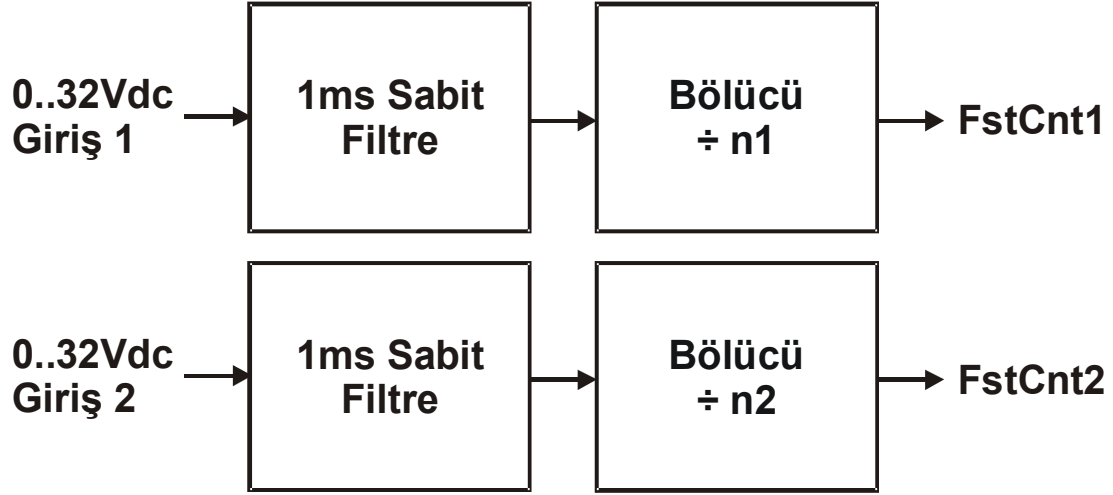 0..32Vdc
Giriş 1
1ms Sabit
Filtre
Bölücü
÷ n1
FstCnt1
0..32Vdc
Giriş 2
1ms Sabit
Filtre
Bölücü
÷ n2
FstCnt2